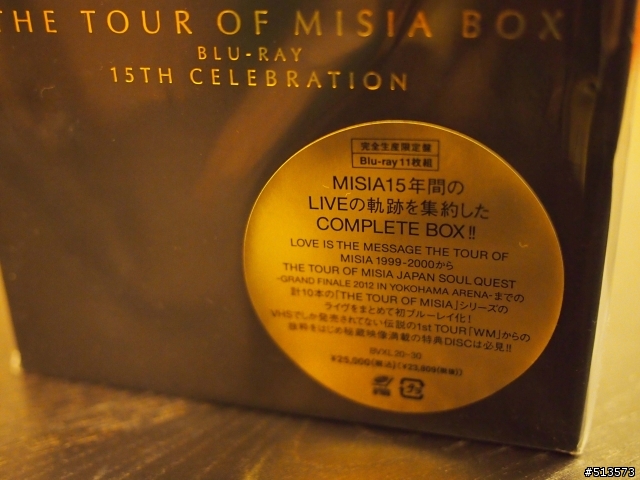 THE TOUR OF MISIA BOX
BLU-RAY
15TH CELEBRATION
完全生産限定盤
Blu-ray 11枚組
MISIA15年間の
LIVEの軌跡を集約した
COMPLETE BOX!!
LOVE IS THE MESSAGE THE TOUR OF
MISIA 1999-2000から
THE TOUR OF MISIA JAPAN SOUL QUEST
-GRAND FINALE 2012 IN YOKOHAMA ARENA-までの
計10本の「THE TOUR OF MISIA」シリーズの
ライヴをまとめて初ブルーレイ化!
VHSでしか発売されてない伝説の1st TOUR「WM」からの
抜粋をはじめ秘蔵映像満載の特典DISCは必見!!
BVXL 20-30
¥25,000(税込)
#513573